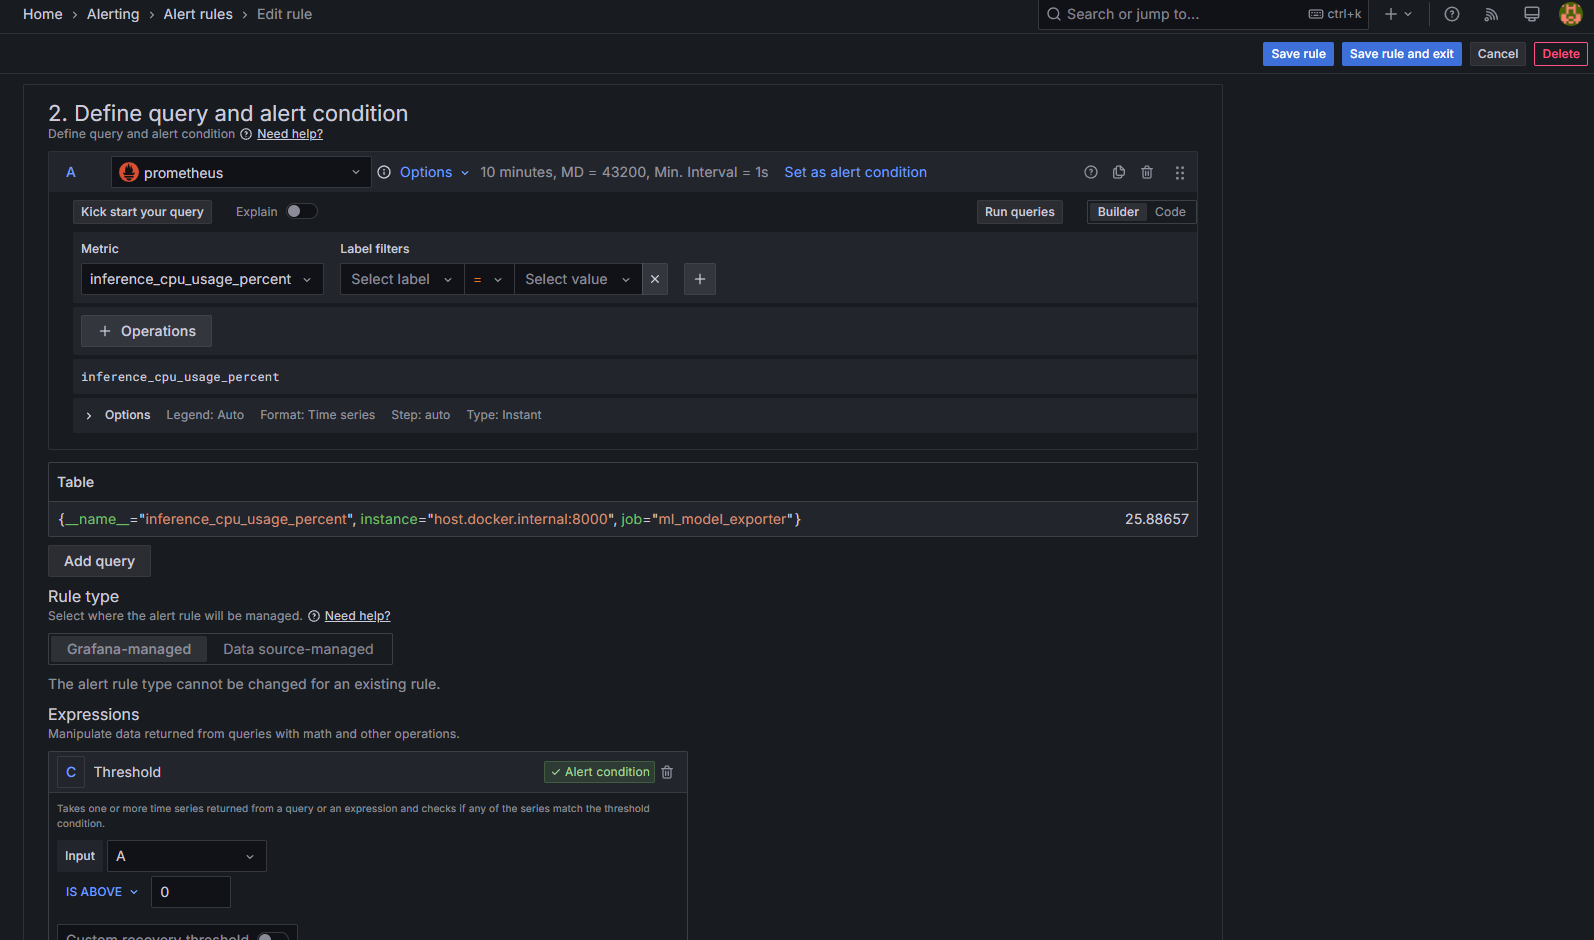 Home › Alerting › Alert rules › Edit rule
Search or jump to... ctrl+k
Save rule Save rule and exit Cancel Delete
2. Define query and alert condition
Define query and alert condition Need help?
A prometheus Options 10 minutes, MD = 43200, Min. Interval = 1s Set as alert condition
Kick start your query Explain Run queries Builder Code
Metric Label filters
inference_cpu_usage_percent Select label = Select value
+ Operations
inference_cpu_usage_percent
Options Legend: Auto Format: Time series Step: auto Type: Instant
Table
{__name__="inference_cpu_usage_percent", instance="host.docker.internal:8000", job="ml_model_exporter"} 25.88657
Add query
Rule type
Select where the alert rule will be managed. Need help?
Grafana-managed Data source-managed
The alert rule type cannot be changed for an existing rule.
Expressions
Manipulate data returned from queries with math and other operations.
C Threshold Alert condition
Takes one or more time series returned from a query or an expression and checks if any of the series match the threshold
condition.
Input A
IS ABOVE 0
Custom recovery threshold